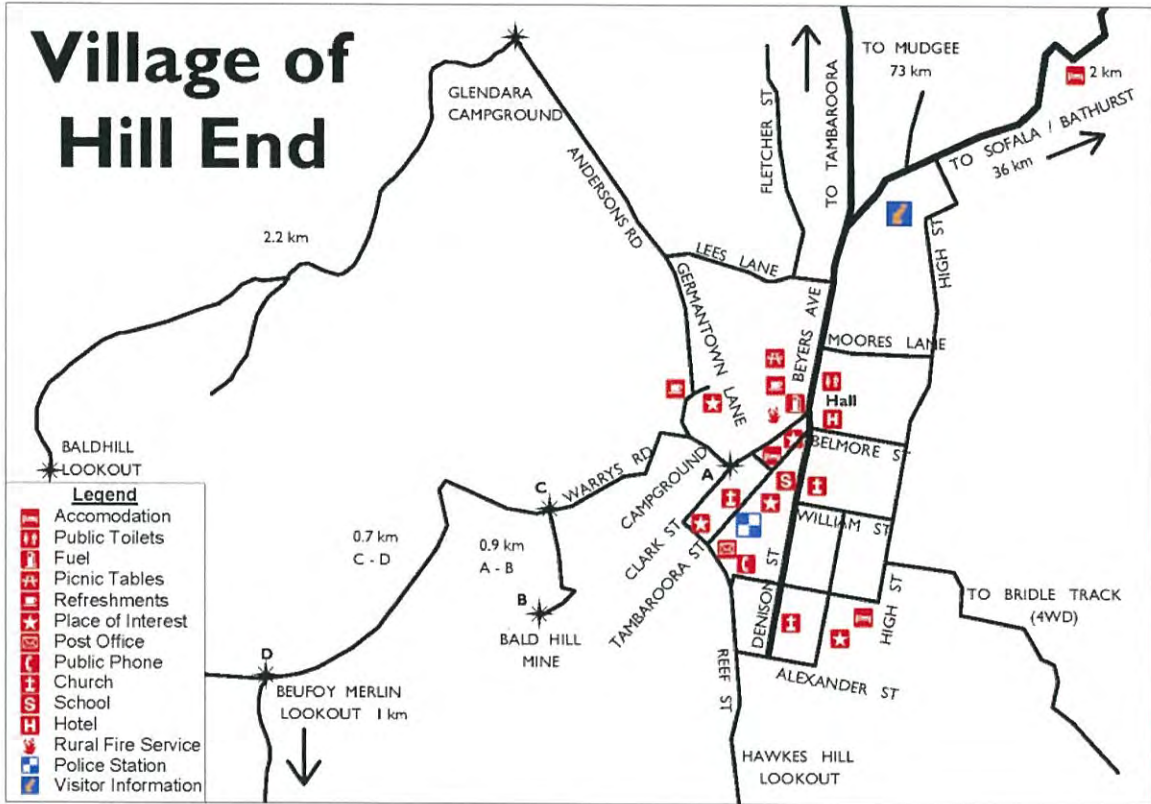 Village of
Hill End
GLENDARA
CAMPGROUND
ANDERSONS RD
2.2 km
BALDHILL
LOOKOUT
FLETCHER ST
TO TAMBAROORA
TO MUDGEE
73 km
2 km
TO SOFALA / BATHURST
36 km
HIGH ST
LEES LANE
GERMANTOWN LANE
BEYERS AVE
MOORES LANE
Hall
H
BELMORE ST
A
CAMPGROUND
WARRYS RD
C
S
WILLIAM ST
CLARK ST
TAMBAROORA ST
0.7 km
C - D
0.9 km
A - B
B
BALD HILL
MINE
DENISON ST
HIGH ST
TO BRIDLE TRACK
(4WD)
ALEXANDER ST
REEF ST
HAWKES HILL
LOOKOUT
D
BEUFOY MERLIN
LOOKOUT 1 km
Legend
Accomodation
Public Toilets
Fuel
Picnic Tables
Refreshments
Place of Interest
Post Office
Public Phone
Church
S School
H Hotel
Rural Fire Service
Police Station
i Visitor Information